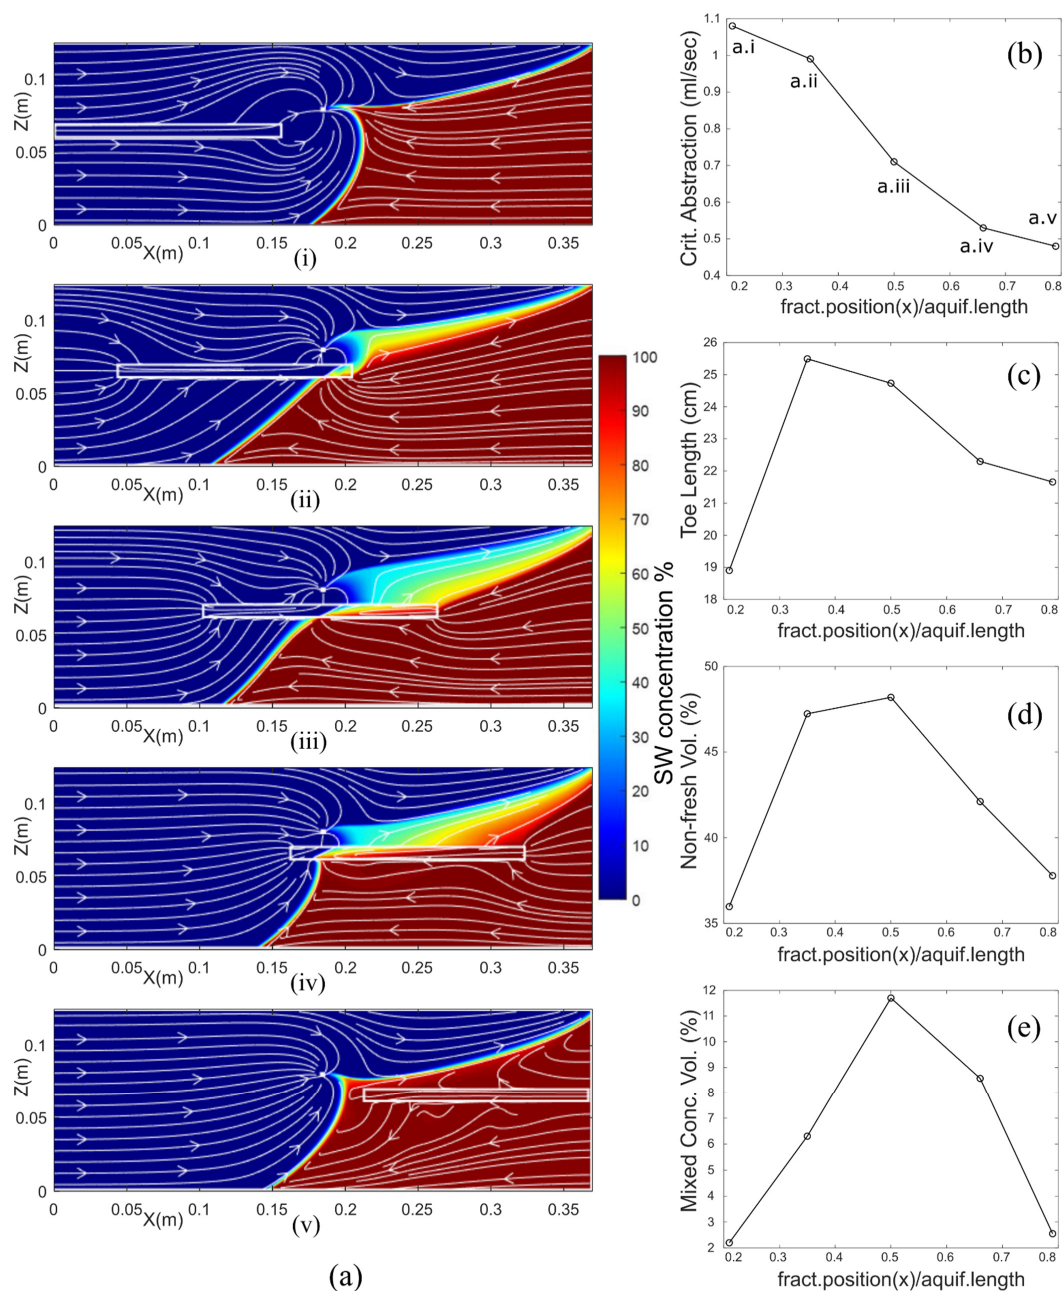 0.1
Z(m)
0.05
0
0 0.05 0.1 0.15 0.2 0.25 0.3 0.35
X(m)
(i)
0.1
Z(m)
0.05
0
0 0.05 0.1 0.15 0.2 0.25 0.3 0.35
X(m)
(ii)
0.1
Z(m)
0.05
0
0 0.05 0.1 0.15 0.2 0.25 0.3 0.35
X(m)
(iii)
0.1
Z(m)
0.05
0
0 0.05 0.1 0.15 0.2 0.25 0.3 0.35
X(m)
(iv)
0.1
Z(m)
0.05
0
0 0.05 0.1 0.15 0.2 0.25 0.3 0.35
X(m)
(v)
(a)
100
90
80
70
60
50
40
30
20
10
0
SW concentration %
1.1
1
0.9
0.8
0.7
0.6
0.5
0.4
Crit. Abstraction (ml/sec)
a.i
a.ii
a.iii
a.iv
a.v
(b)
0.2 0.3 0.4 0.5 0.6 0.7 0.8
fract.position(x)/aquif.length
26
25
24
23
22
21
20
19
18
Toe Length (cm)
(c)
0.2 0.3 0.4 0.5 0.6 0.7 0.8
fract.position(x)/aquif.length
50
45
40
35
Non-fresh Vol. (%)
(d)
0.2 0.3 0.4 0.5 0.6 0.7 0.8
fract.position(x)/aquif.length
12
11
10
9
8
7
6
5
4
3
2
Mixed Conc. Vol. (%)
(e)
0.2 0.3 0.4 0.5 0.6 0.7 0.8
fract.position(x)/aquif.length